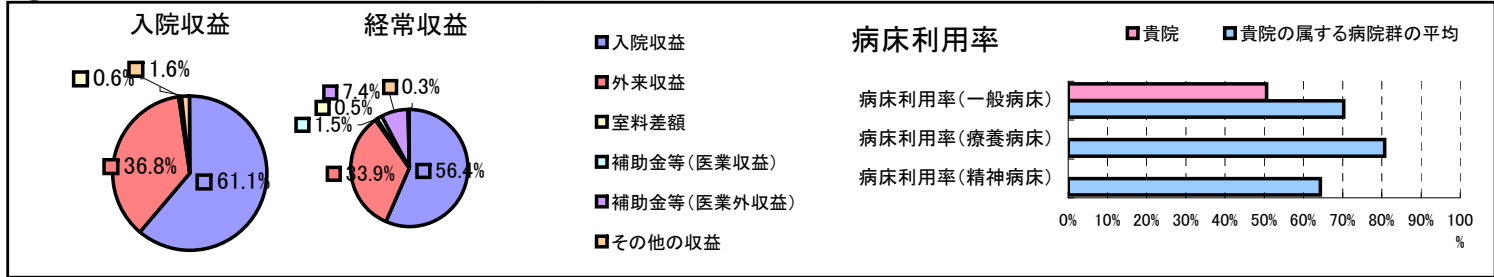 入院収益
0.6%
1.6%
36.8%
61.1%
経常収益
7.4%
0.3%
0.5%
1.5%
33.9%
56.4%
入院収益
外来収益
室料差額
補助金等(医業収益)
補助金等(医業外収益)
その他の収益
病床利用率
貴院
貴院の属する病院群の平均
病床利用率(一般病床)
病床利用率(療養病床)
病床利用率(精神病床)
0% 10% 20% 30% 40% 50% 60% 70% 80% 90% 100
%